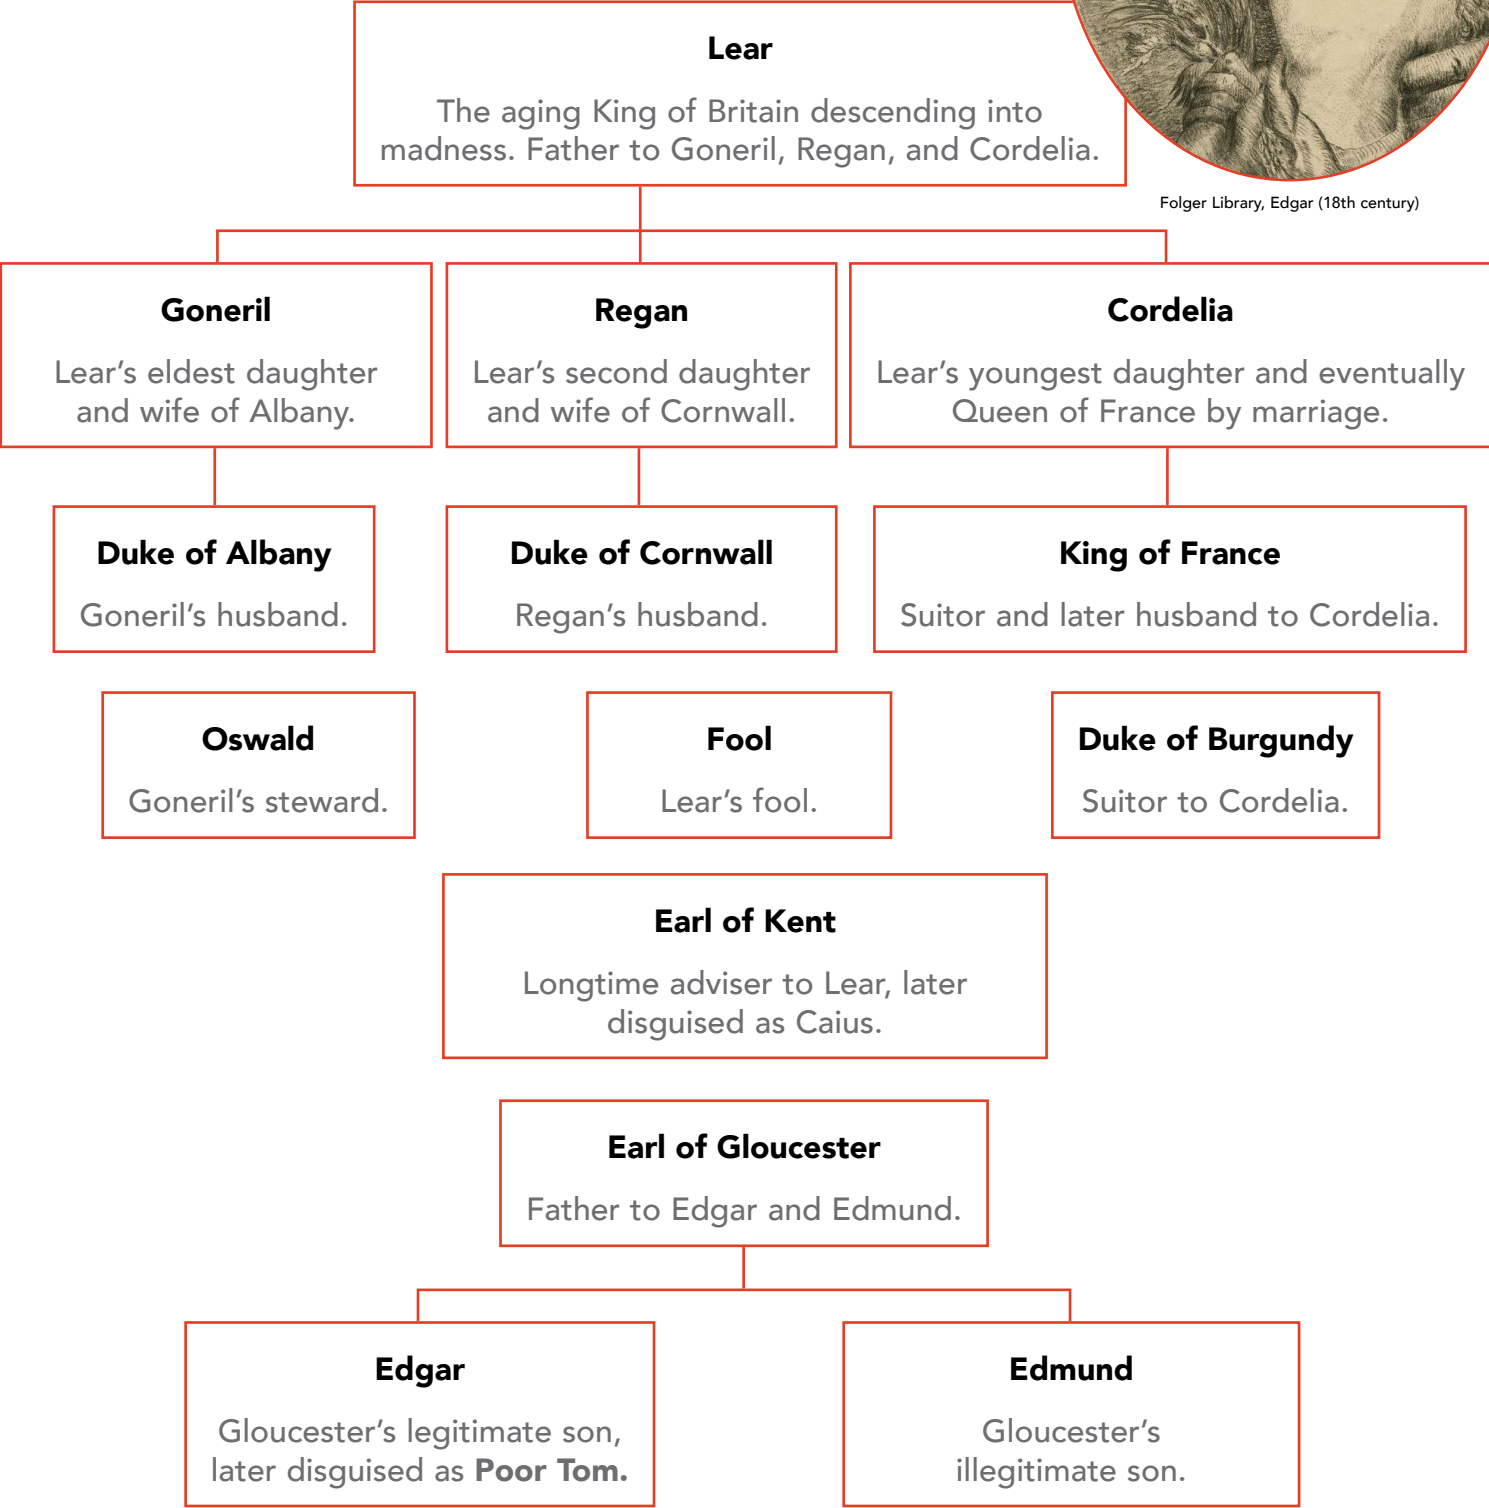 Lear
The aging King of Britain descending into
madness. Father to Goneril, Regan, and Cordelia.
Folger Library, Edgar (18th century)
Goneril
Lear’s eldest daughter
and wife of Albany.
Regan
Lear’s second daughter
and wife of Cornwall.
Cordelia
Lear’s youngest daughter and eventually
Queen of France by marriage.
Duke of Albany
Goneril’s husband.
Duke of Cornwall
Regan’s husband.
King of France
Suitor and later husband to Cordelia.
Oswald
Goneril’s steward.
Fool
Lear’s fool.
Duke of Burgundy
Suitor to Cordelia.
Earl of Kent
Longtime adviser to Lear, later
disguised as Caius.
Earl of Gloucester
Father to Edgar and Edmund.
Edgar
Gloucester’s legitimate son,
later disguised as Poor Tom.
Edmund
Gloucester’s
illegitimate son.